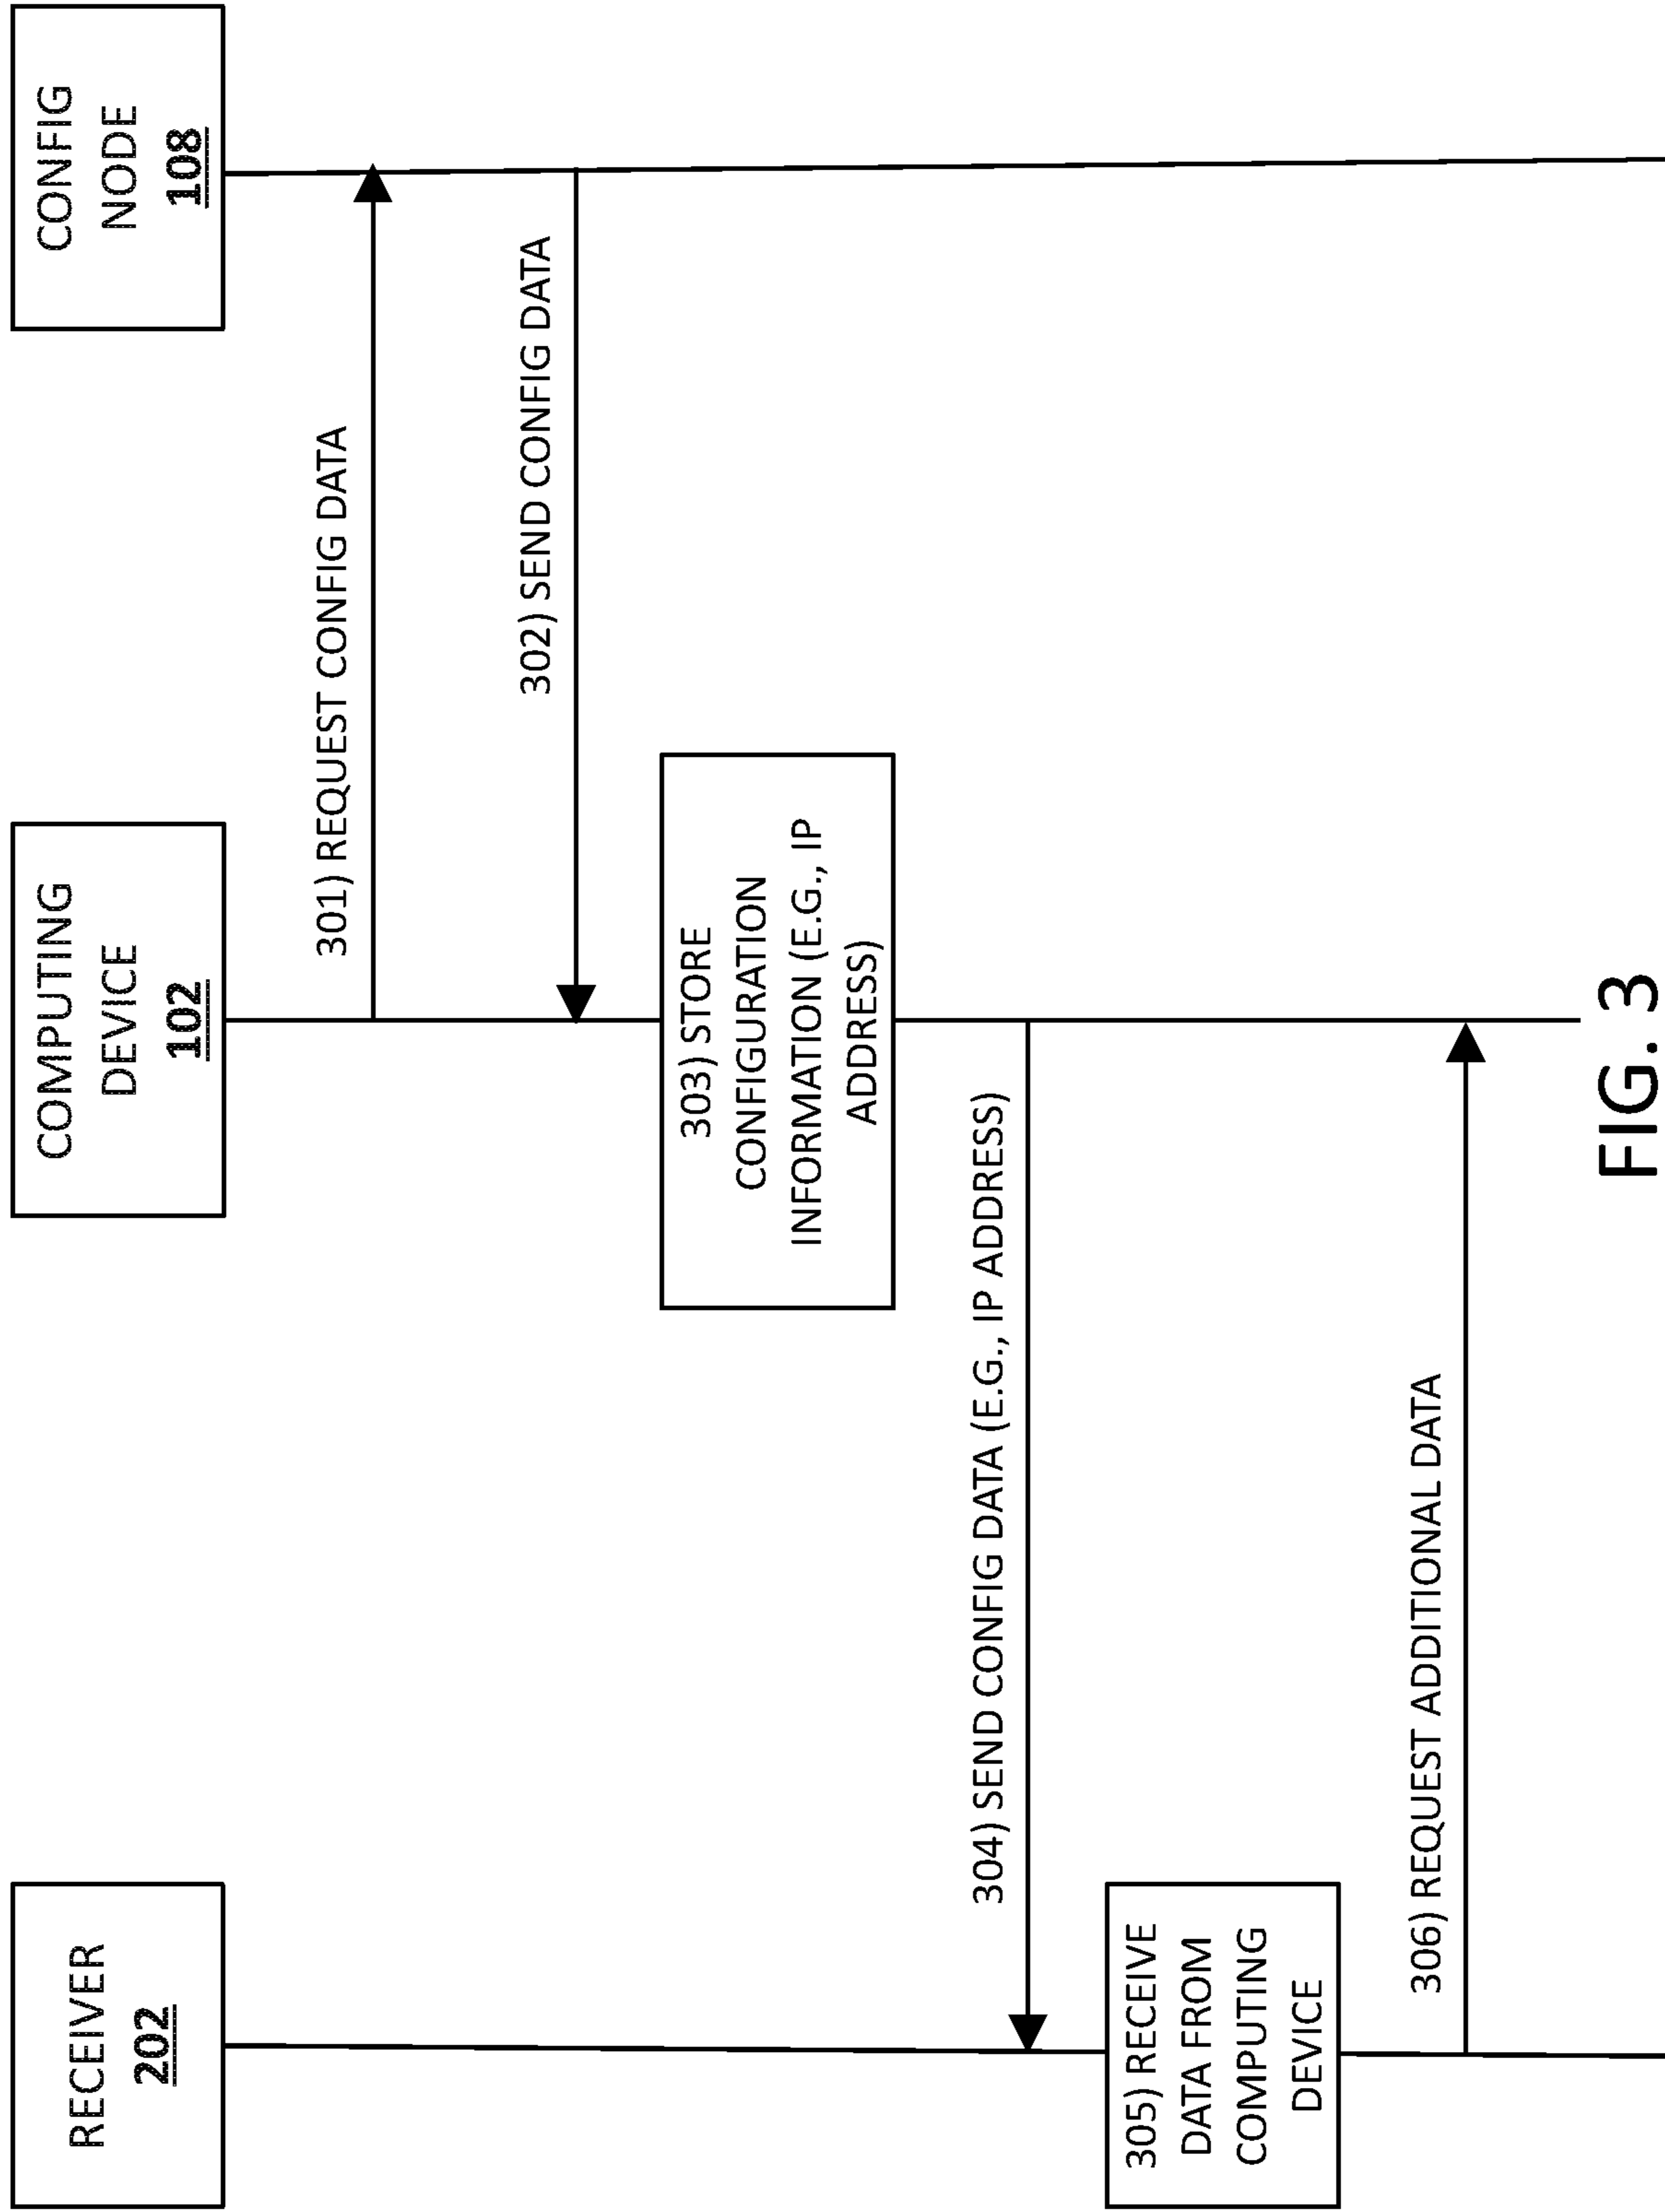 RECEIVER
202
COMPUTING
DEVICE
102
CONFIG
NODE
108
301) REQUEST CONFIG DATA
302) SEND CONFIG DATA
303) STORE
CONFIGURATION
INFORMATION (E.G., IP
ADDRESS)
304) SEND CONFIG DATA (E.G., IP ADDRESS)
305) RECEIVE
DATA FROM
COMPUTING
DEVICE
306) REQUEST ADDITIONAL DATA
FIG. 3